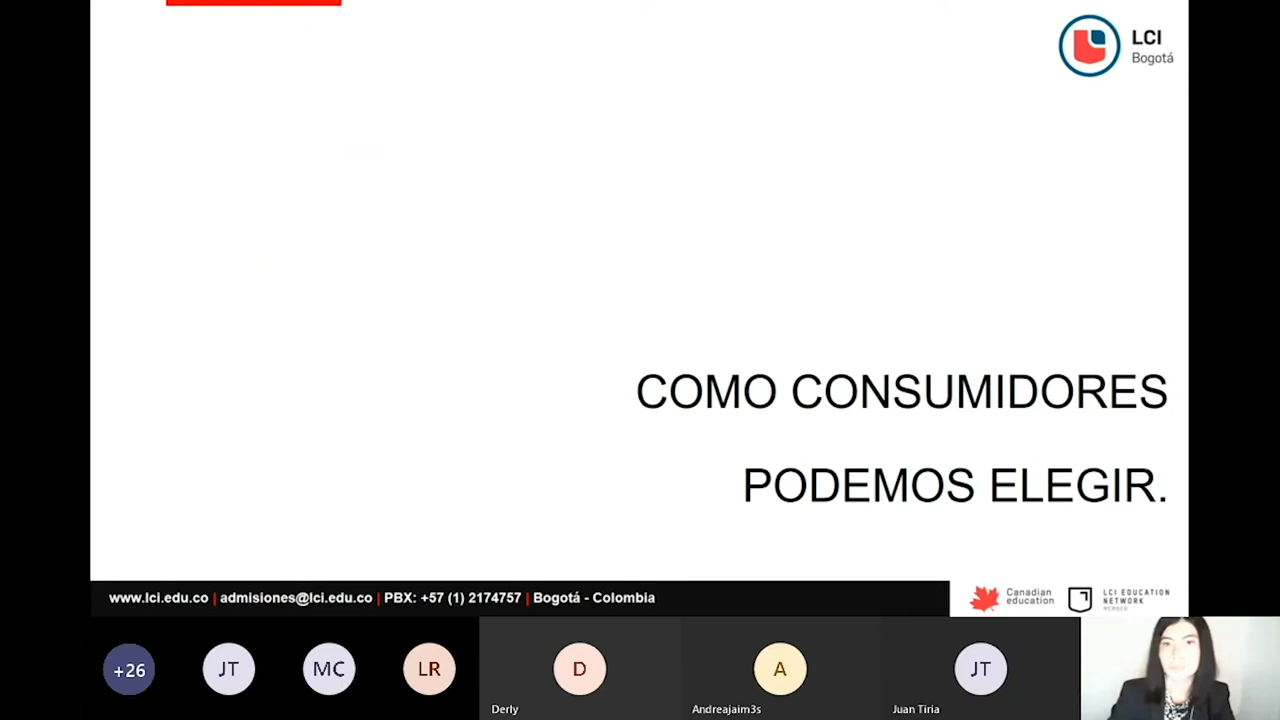 LCI
Bogotá
COMO CONSUMIDORES
PODEMOS ELEGIR.
www.lci.edu.co | admisiones@lci.edu.co | PBX: +57 (1) 2174757 | Bogotá - Colombia
Canadian
education
LCI EDUCATION
NETWORK
MEMBER
+26
JT
MC
LR
D
A
JT
Derly
Andreajaim3s
Juan Tiria